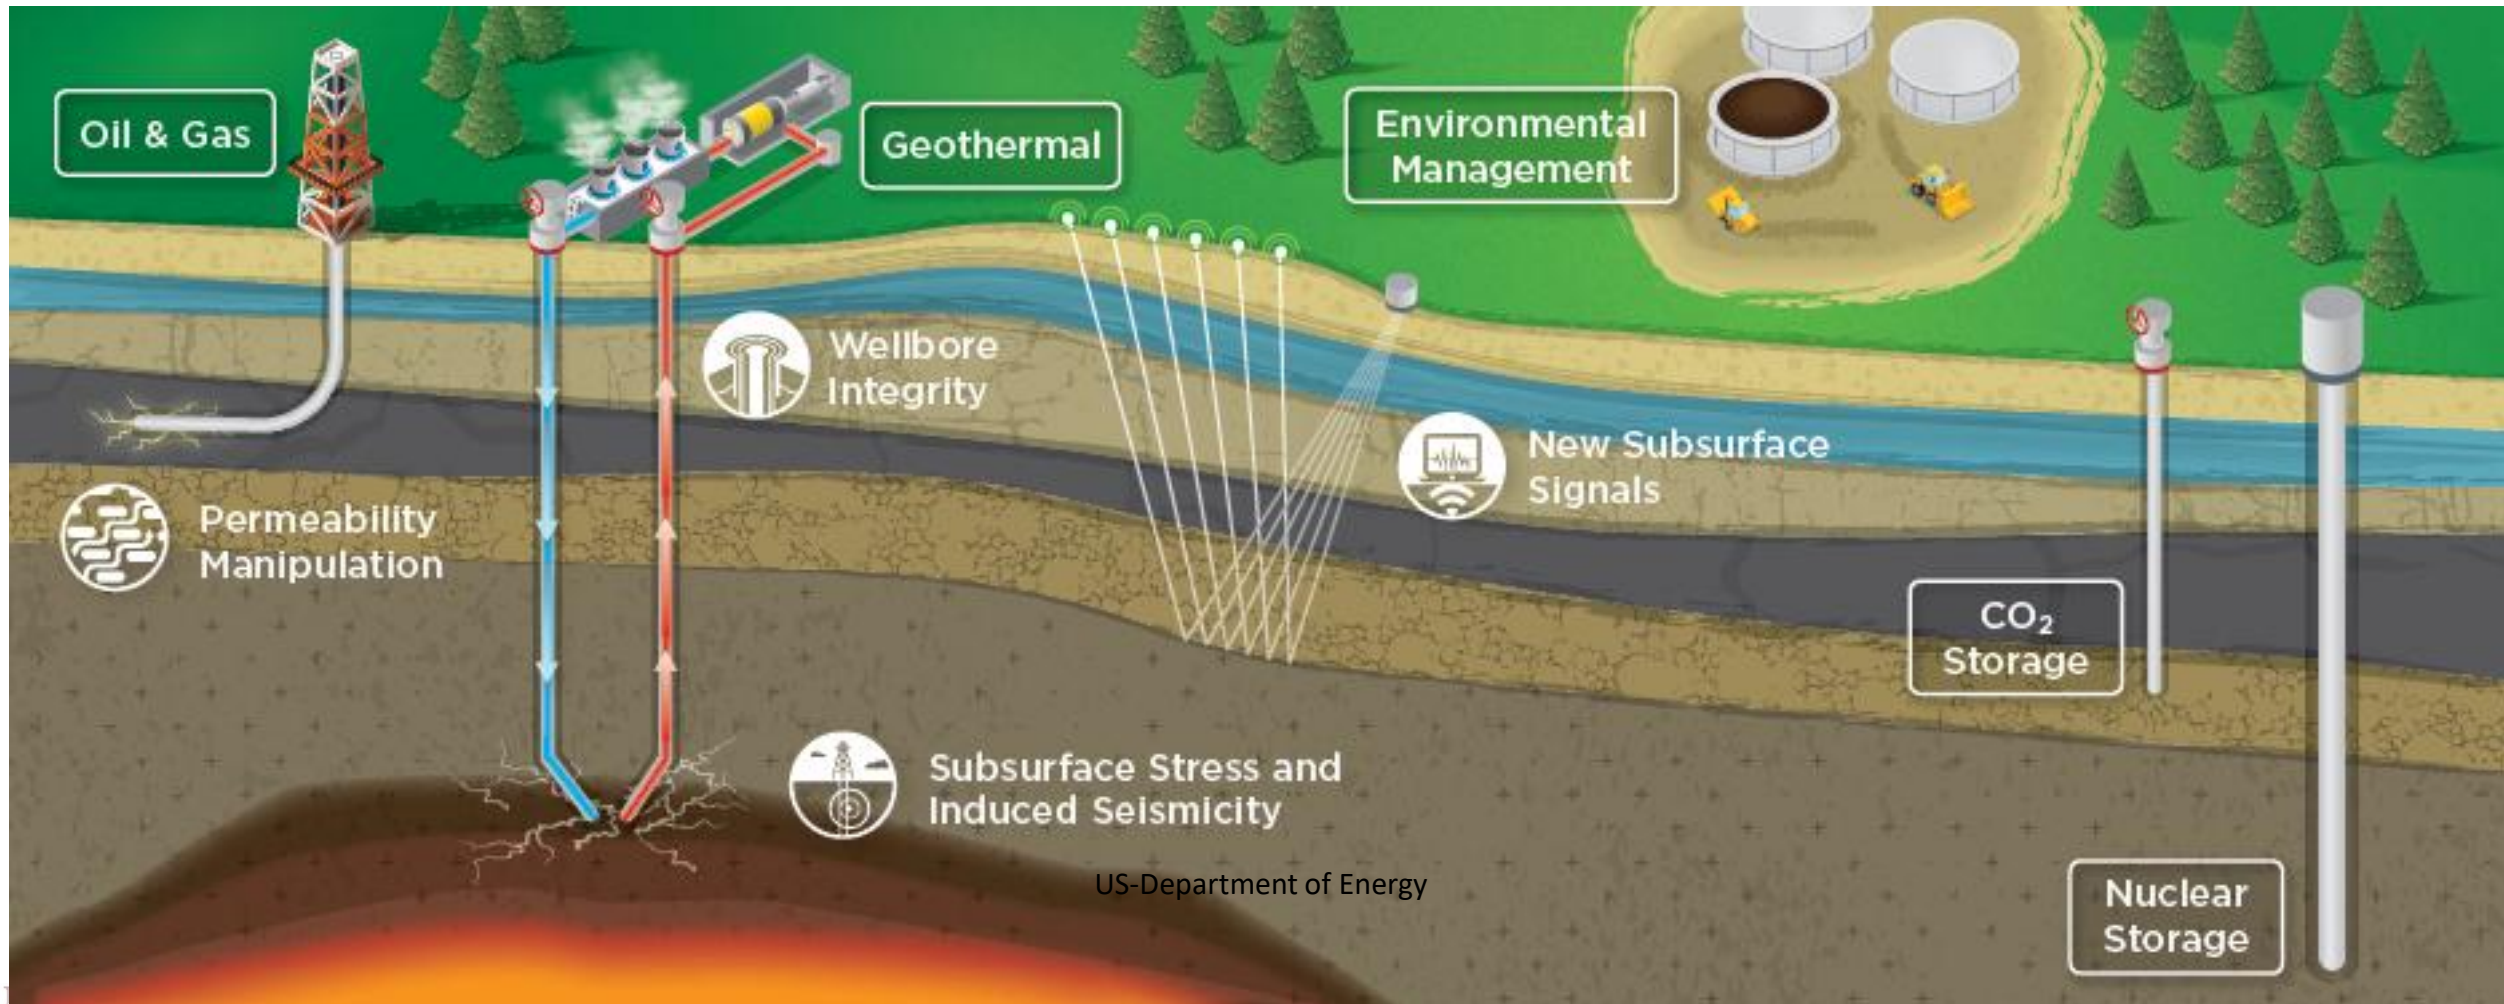 Oil & Gas
Geothermal
Environmental
Management
Wellbore
Integrity
New Subsurface
Signals
Permeability
Manipulation
CO₂
Storage
Subsurface Stress and
Induced Seismicity
US-Department of Energy
Nuclear
Storage